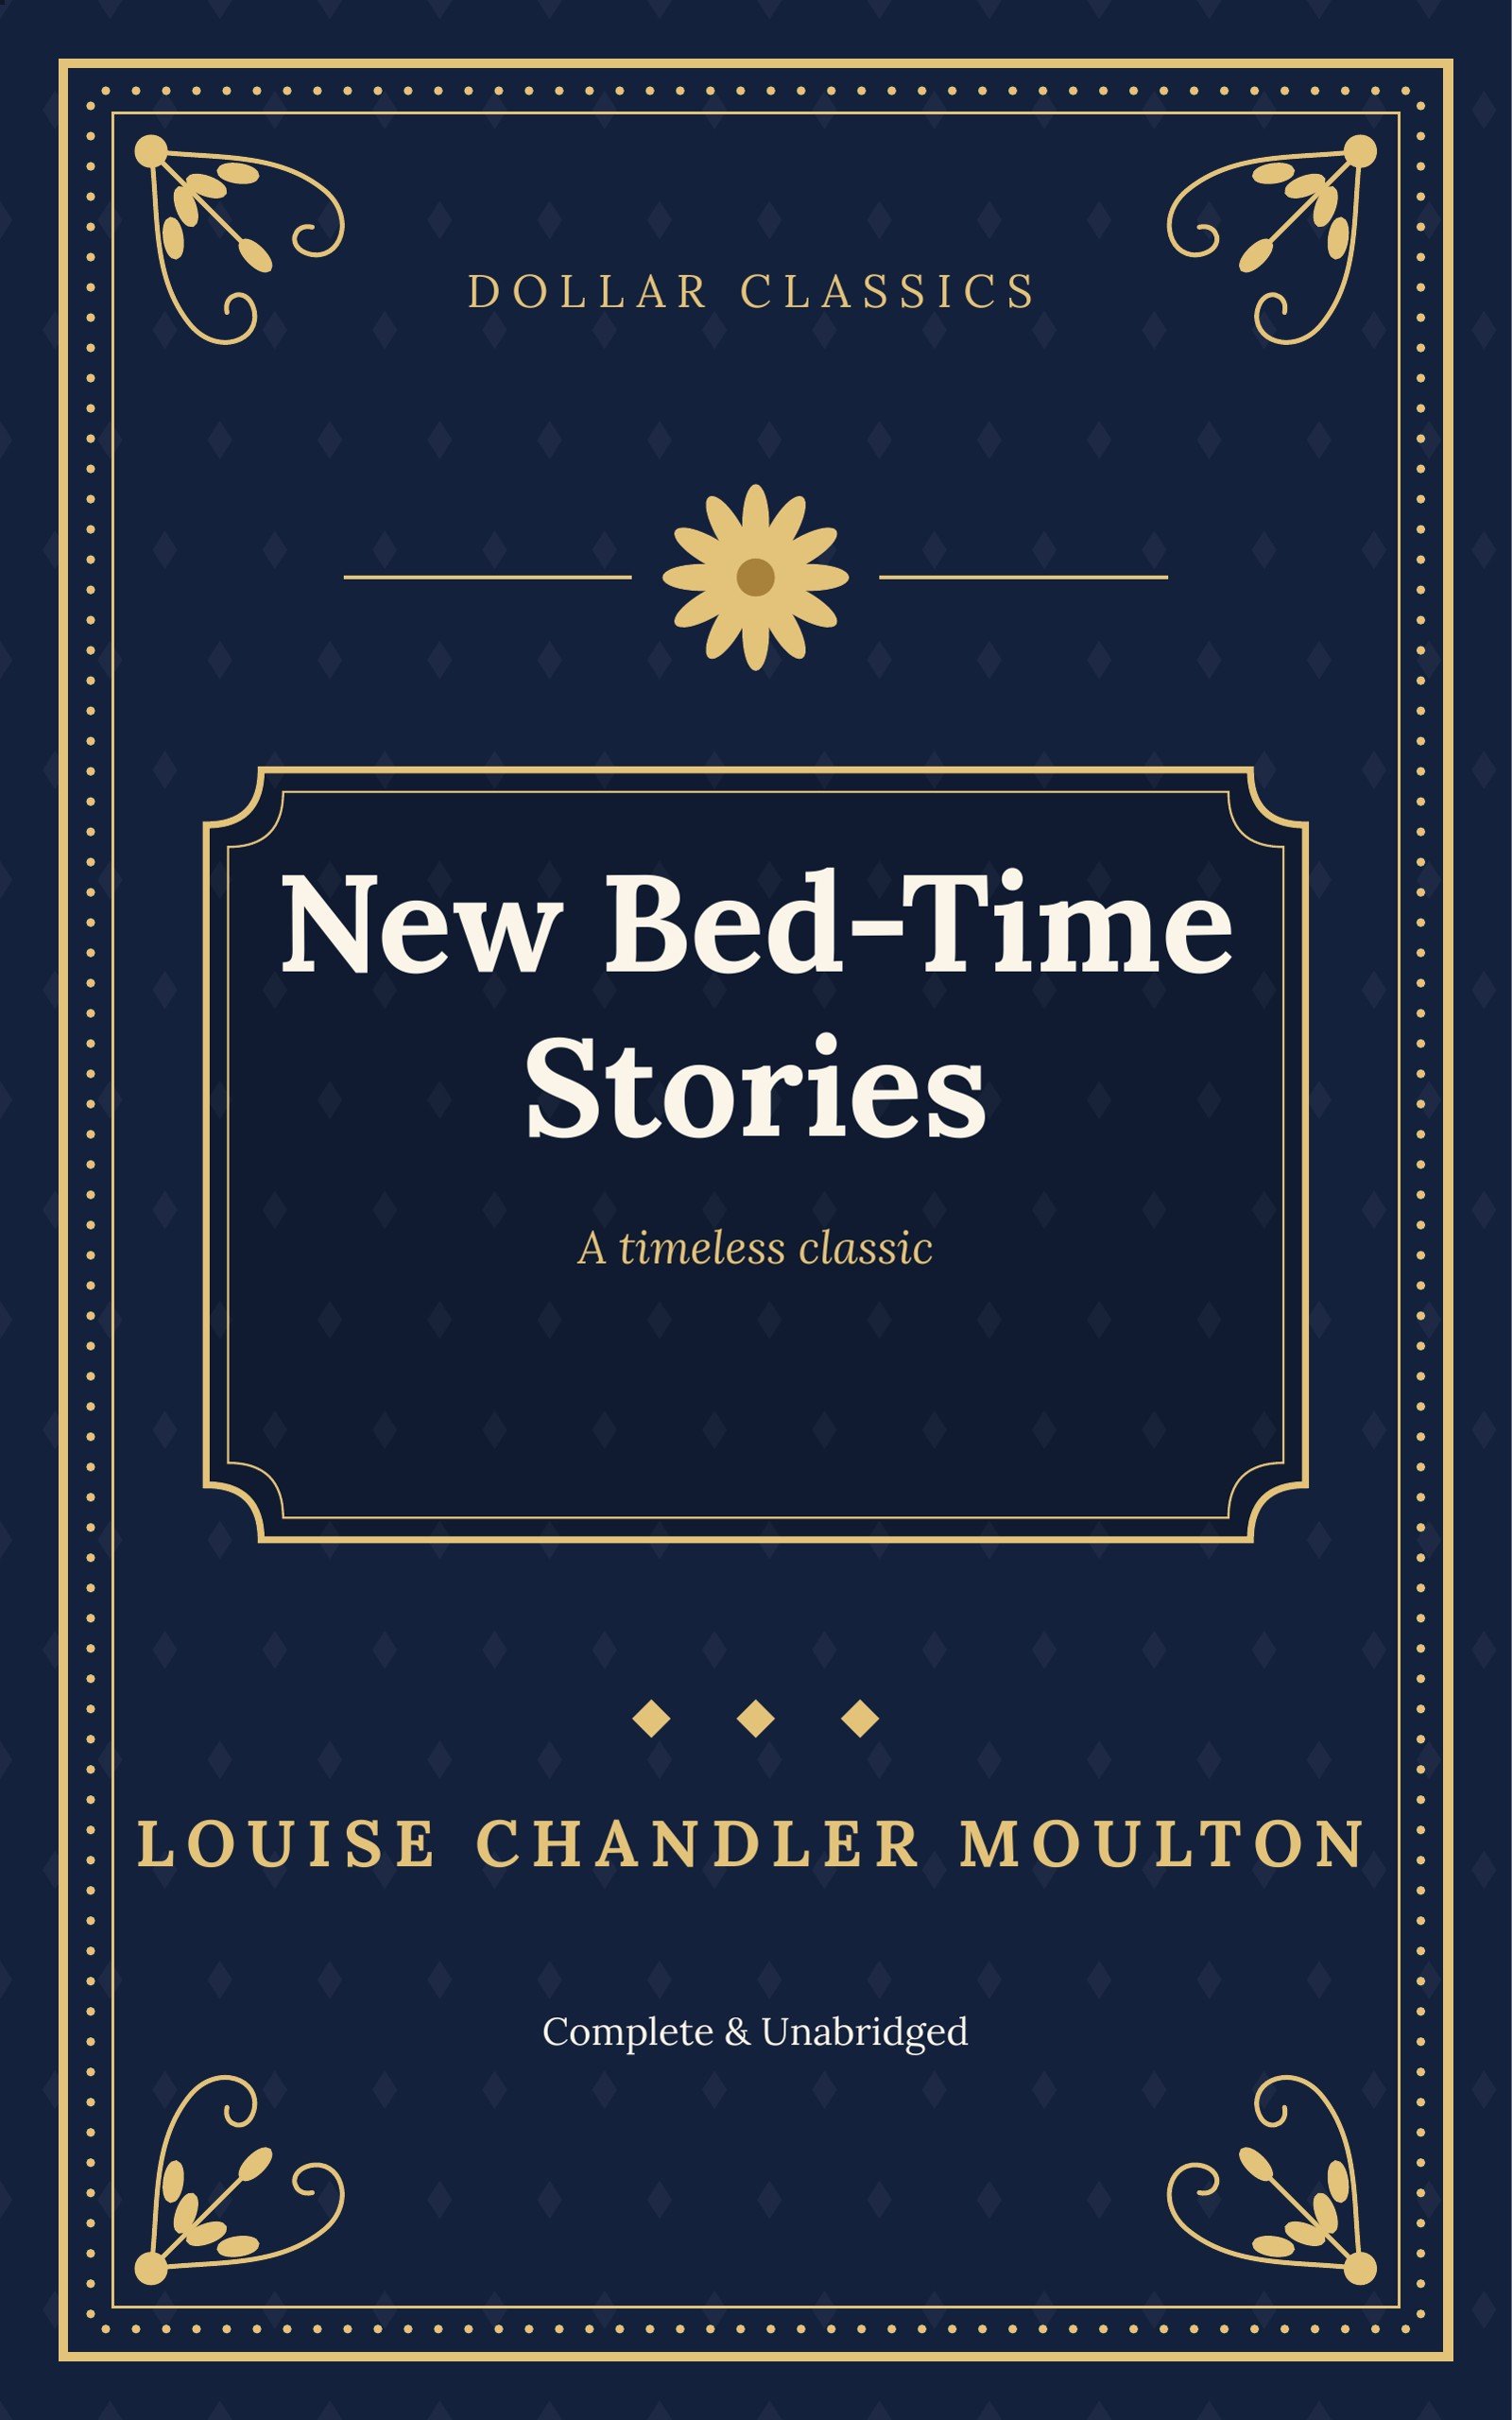 DOLLAR CLASSICS
New Bed-Time
Stories
A timeless classic
LOUISE CHANDLER MOULTON
Complete & Unabridged